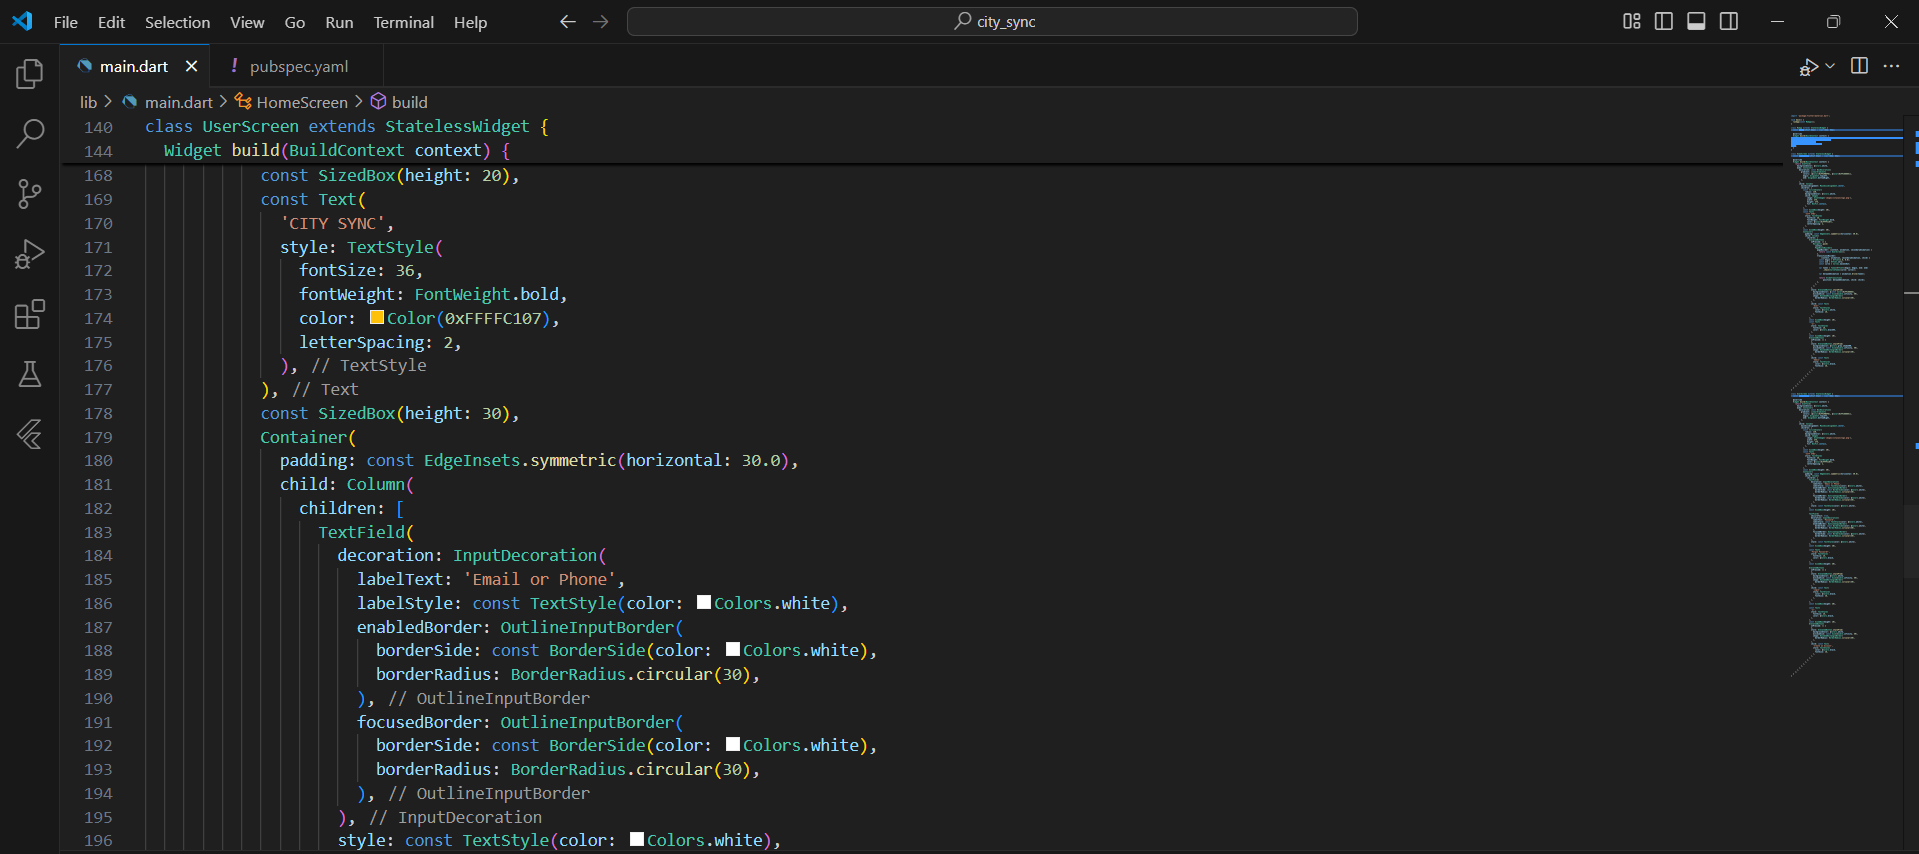 File Edit Selection View Go Run Terminal Help
city_sync
main.dart
pubspec.yaml
lib > main.dart > HomeScreen > build
140 class UserScreen extends StatelessWidget {
144 Widget build(BuildContext context) {
168 const SizedBox(height: 20),
169 const Text(
170 'CITY SYNC',
171 style: TextStyle(
172 fontSize: 36,
173 fontWeight: FontWeight.bold,
174 color: Color(0xFFFFC107),
175 letterSpacing: 2,
176 ), // TextStyle
177 ), // Text
178 const SizedBox(height: 30),
179 Container(
180 padding: const EdgeInsets.symmetric(horizontal: 30.0),
181 child: Column(
182 children: [
183 TextField(
184 decoration: InputDecoration(
185 labelText: 'Email or Phone',
186 labelStyle: const TextStyle(color: Colors.white),
187 enabledBorder: OutlineInputBorder(
188 borderSide: const BorderSide(color: Colors.white),
189 borderRadius: BorderRadius.circular(30),
190 ), // OutlineInputBorder
191 focusedBorder: OutlineInputBorder(
192 borderSide: const BorderSide(color: Colors.white),
193 borderRadius: BorderRadius.circular(30),
194 ), // OutlineInputBorder
195 ), // InputDecoration
196 style: const TextStyle(color: Colors.white),